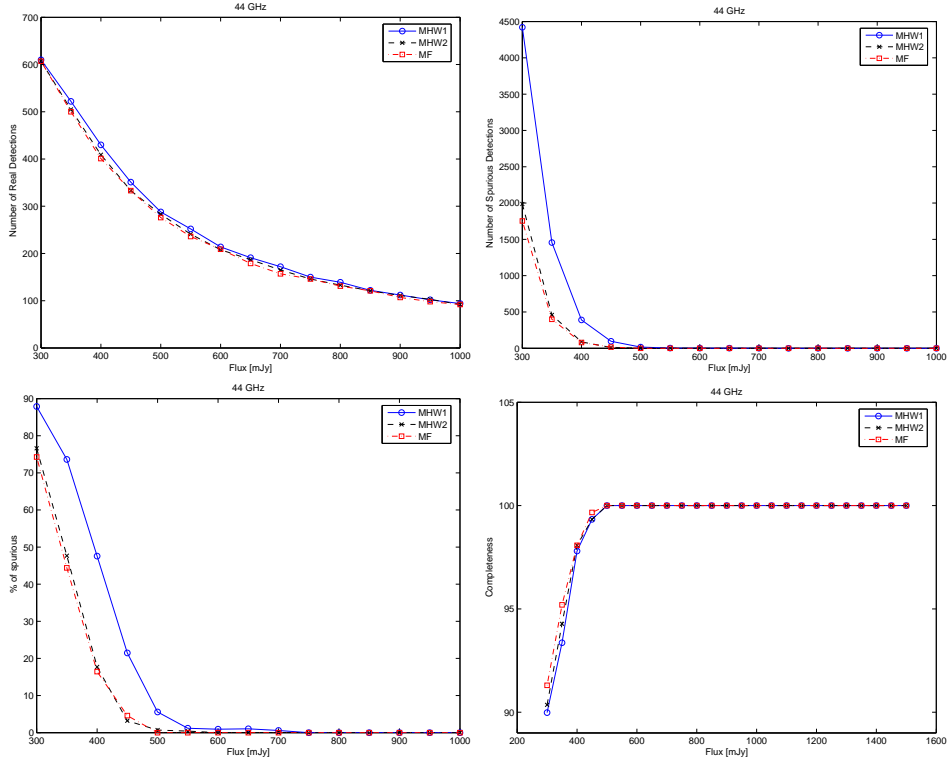 44 GHz
700
600
500
400
300
200
100
0
Number of Real Detections
300 400 500 600 700 800 900 1000
Flux [mJy]
MHW1
MHW2
MF
44 GHz
4500
4000
3500
3000
2500
2000
1500
1000
500
0
Number of Spurious Detections
300 400 500 600 700 800 900 1000
Flux [mJy]
MHW1
MHW2
MF
44 GHz
90
80
70
60
50
40
30
20
10
0
% of spurious
300 400 500 600 700 800 900 1000
Flux [mJy]
MHW1
MHW2
MF
44 GHz
105
100
95
90
Completeness
200 400 600 800 1000 1200 1400 1600
Flux [mJy]
MHW1
MHW2
MF